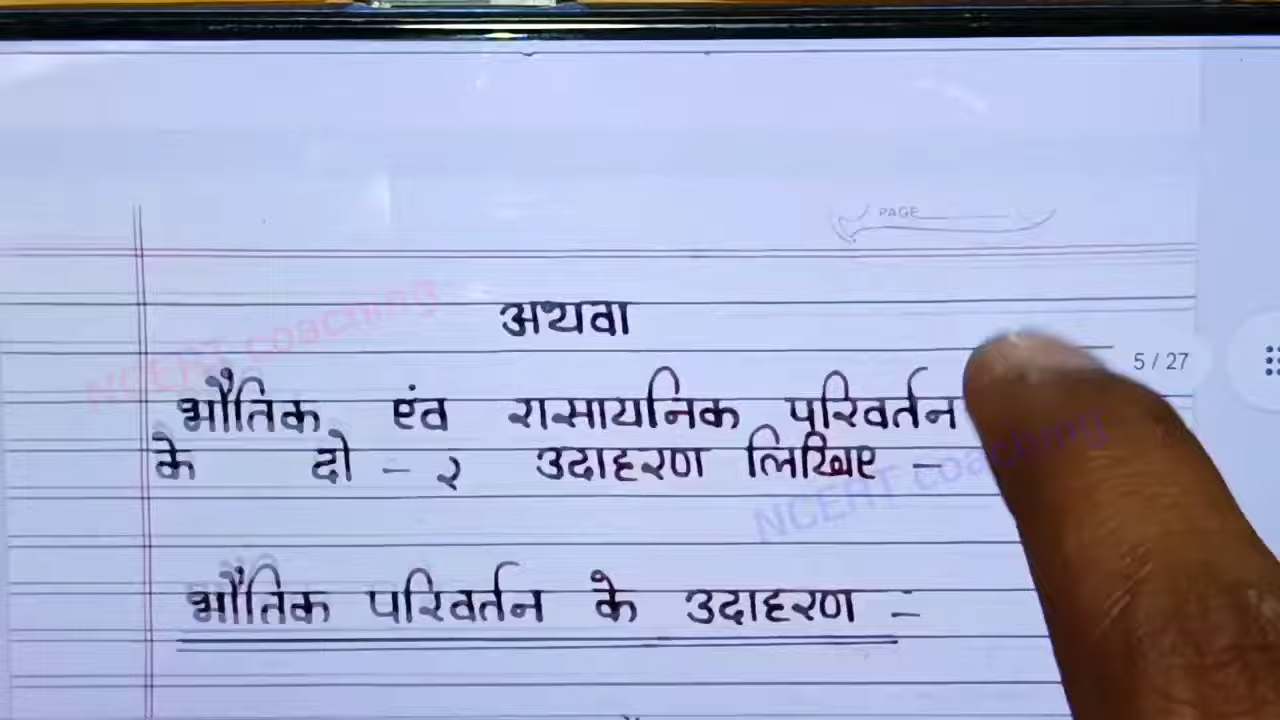 PAGE
अथवा
NCERT coaching
5 / 27
भौतिक एंव रासायनिक परिवर्तन
के दो - २ उदाहरण लिखिए -
NCERT coaching
भौतिक परिवर्तन के उदाहरण -